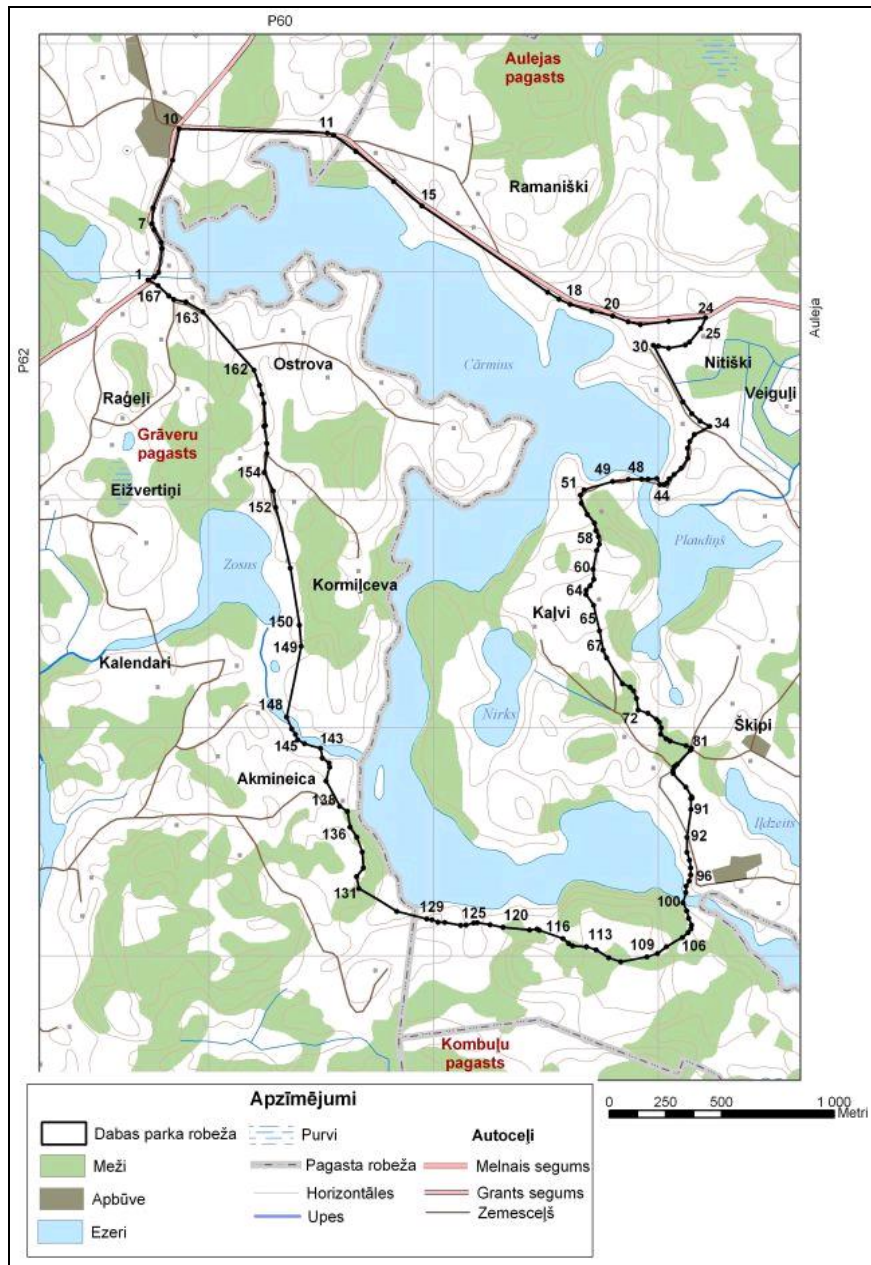 P60
Aulejas
pagasts
10
11
15
Ramaniški
7
1
167
163
18
20
24
25
30
Nitiški
Auleja
P62
Ostrova
162
Cārmins
Veiguļi
Raģeļi
34
Grāveru
pagasts
154
49
48
51
44
Eižvertiņi
152
58
Plaudiņš
Zosus
60
Kormiļceva
64
Kaļvi
65
150
149
67
Kalendari
148
Nirks
72
Škipi
145
143
81
Akmineica
138
91
Iļdzeits
136
92
131
96
100
129
125
120
116
113
109
106
Kombuļu
pagasts
Apzīmējumi
Dabas parka robeža
Meži
Apbūve
Ezeri
Purvi
Pagasta robeža
Horizontāles
Upes
Autoceļi
Melnais segums
Grants segums
Zemesceļš
0 250 500 1 000
Metri